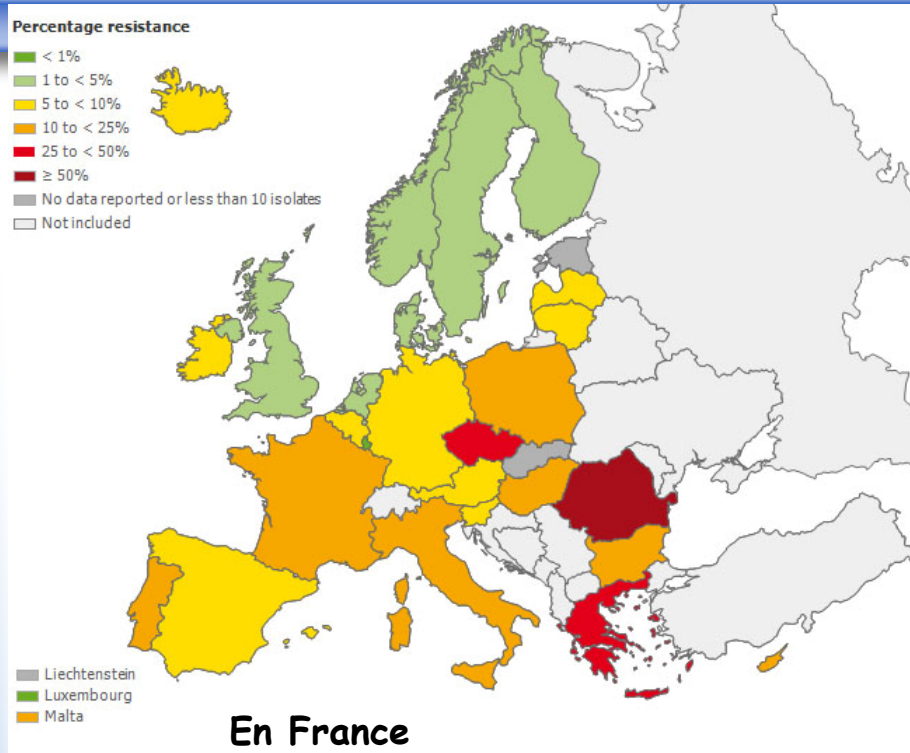 Percentage resistance
< 1%
1 to < 5%
5 to < 10%
10 to < 25%
25 to < 50%
≥ 50%
No data reported or less than 10 isolates
Not included
Liechtenstein
Luxembourg
Malta
En France